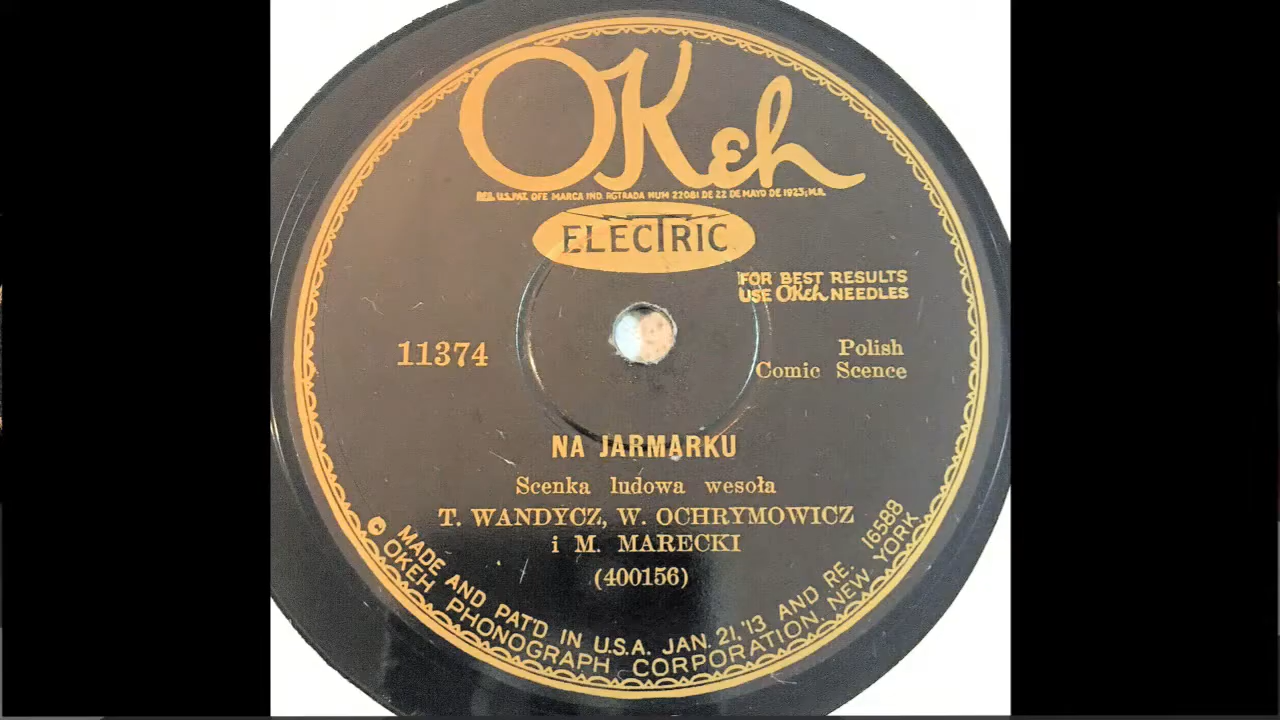 OKeh
REG. U.S. PAT. OFF. MARCA IND. RGTRADA NUM 22081 DE 22 DE MAYO DE 1923; M.R.
ELECTRIC
FOR BEST RESULTS
USE OKeh NEEDLES
11374
Polish
Comic Scence
NA JARMARKU
Scenka ludowa wesoła
T. WANDYCZ, W. OCHRYMOWICZ
i M. MARECKI
(400156)
© MADE AND PAT'D IN U.S.A. JAN. 21, '13 AND RE. 16588
OKEH PHONOGRAPH CORPORATION. NEW YORK